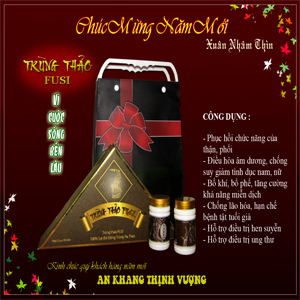 Chúc Mừng Năm Mới
Xuân Nhâm Thìn
TRÙNG THẢO
FUSI
VÌ
CUỘC
SỐNG
BỀN
LÂU
CÔNG DỤNG :
- Phục hồi chức năng của
thận, phổi
- Điều hòa âm dương, chống
suy giảm tình dục nam, nữ
- Bổ khí, bổ phế, tăng cường
khả năng miễn dịch
- Chống lão hóa, hạn chế
bệnh tật tuổi già
- Hỗ trợ điều trị hen suyễn
- Hỗ trợ điều trị ung thư
TRÙNG THẢO FUSI
Kính chúc quý khách hàng năm mới
AN KHANG THỊNH VƯỢNG